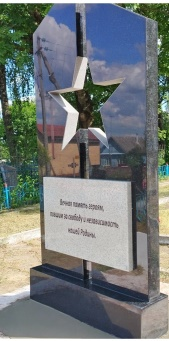 Вечная память героям,
павшим за свободу и независимость
нашей Родины.